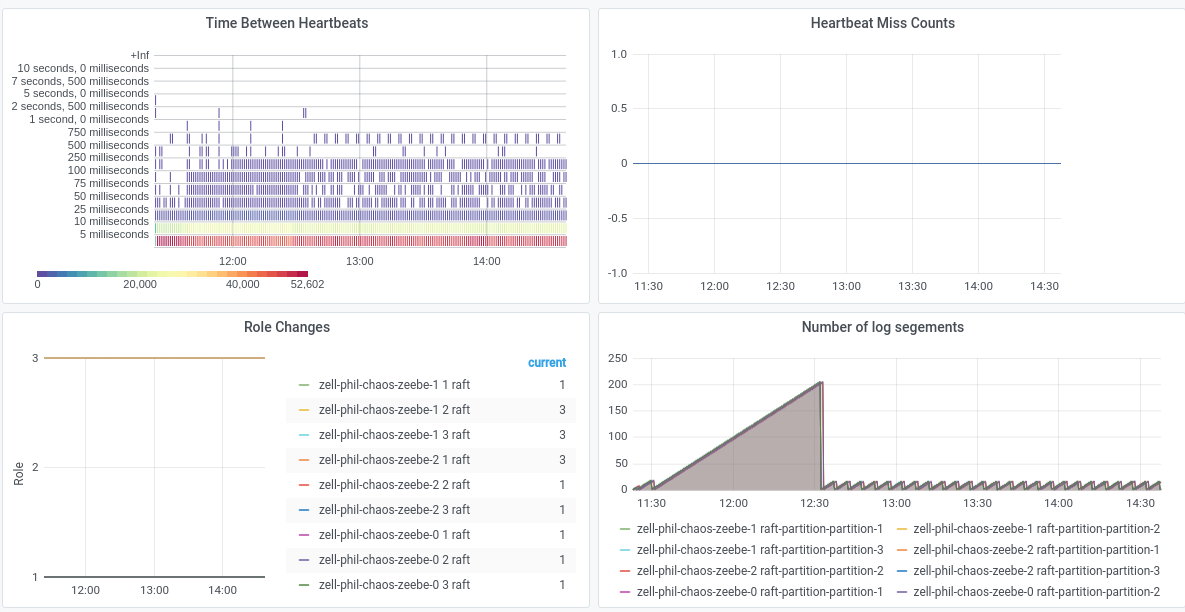 Time Between Heartbeats
+Inf
10 seconds, 0 milliseconds
7 seconds, 500 milliseconds
5 seconds, 0 milliseconds
2 seconds, 500 milliseconds
1 second, 0 milliseconds
750 milliseconds
500 milliseconds
250 milliseconds
100 milliseconds
75 milliseconds
50 milliseconds
25 milliseconds
10 milliseconds
5 milliseconds
12:00 13:00 14:00
0 20,000 40,000 52,602
Heartbeat Miss Counts
1.0
0.5
0
-0.5
-1.0
11:30 12:00 12:30 13:00 13:30 14:00 14:30
Role Changes
Role
3
2
1
12:00 13:00 14:00
current
zell-phil-chaos-zeebe-1 1 raft 1
zell-phil-chaos-zeebe-1 2 raft 3
zell-phil-chaos-zeebe-1 3 raft 3
zell-phil-chaos-zeebe-2 1 raft 3
zell-phil-chaos-zeebe-2 2 raft 1
zell-phil-chaos-zeebe-2 3 raft 1
zell-phil-chaos-zeebe-0 1 raft 1
zell-phil-chaos-zeebe-0 2 raft 1
zell-phil-chaos-zeebe-0 3 raft 1
Number of log segements
250
200
150
100
50
0
11:30 12:00 12:30 13:00 13:30 14:00 14:30
zell-phil-chaos-zeebe-1 raft-partition-partition-1 zell-phil-chaos-zeebe-1 raft-partition-partition-2
zell-phil-chaos-zeebe-1 raft-partition-partition-3 zell-phil-chaos-zeebe-2 raft-partition-partition-1
zell-phil-chaos-zeebe-2 raft-partition-partition-2 zell-phil-chaos-zeebe-2 raft-partition-partition-3
zell-phil-chaos-zeebe-0 raft-partition-partition-1 zell-phil-chaos-zeebe-0 raft-partition-partition-2